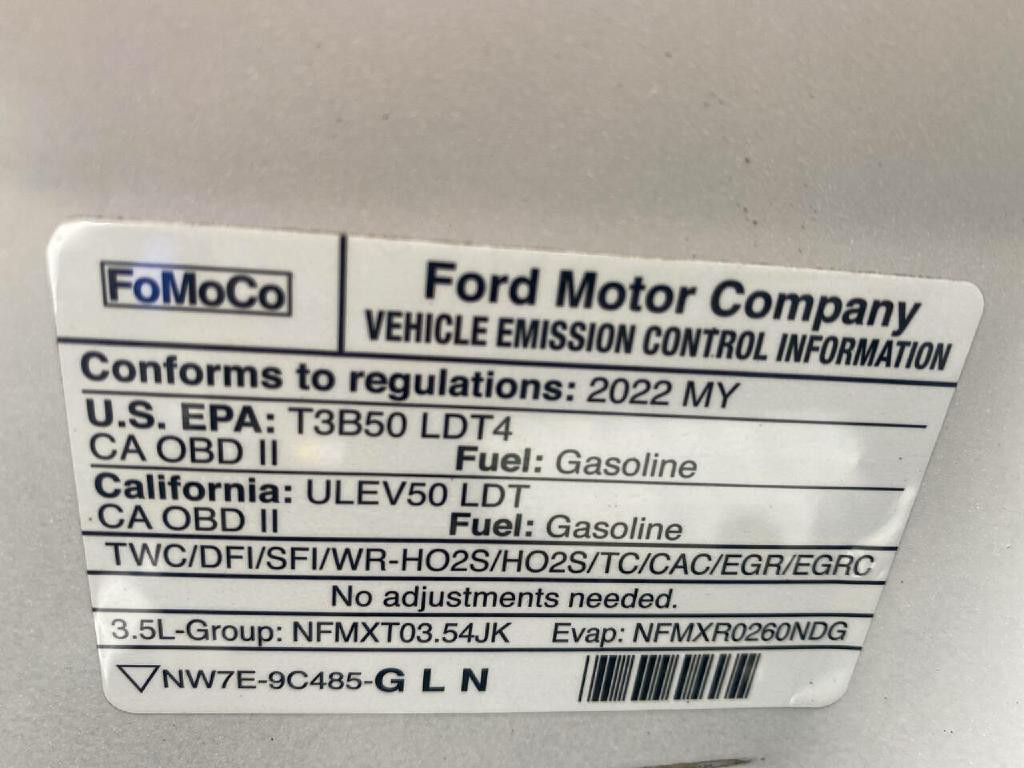 FoMoCo
Ford Motor Company
VEHICLE EMISSION CONTROL INFORMATION
Conforms to regulations: 2022 MY
U.S. EPA: T3B50 LDT4
CA OBD II Fuel: Gasoline
California: ULEV50 LDT
CA OBD II Fuel: Gasoline
TWC/DFI/SFI/WR-HO2S/HO2S/TC/CAC/EGR/EGRC
No adjustments needed.
3.5L-Group: NFMXT03.54JK Evap: NFMXR0260NDG
NW7E-9C485-G L N